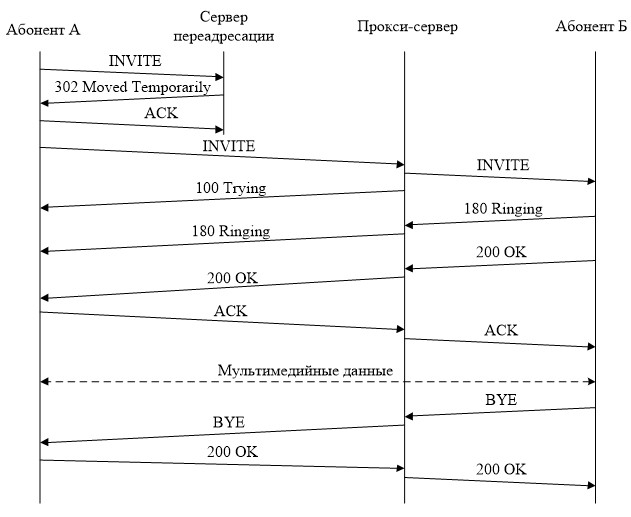 Абонент А
Сервер
переадресации
Прокси-сервер
Абонент Б
INVITE
302 Moved Temporarily
ACK
INVITE
INVITE
100 Trying
180 Ringing
180 Ringing
200 OK
200 OK
ACK
ACK
Мультимедийные данные
BYE
BYE
200 OK
200 OK